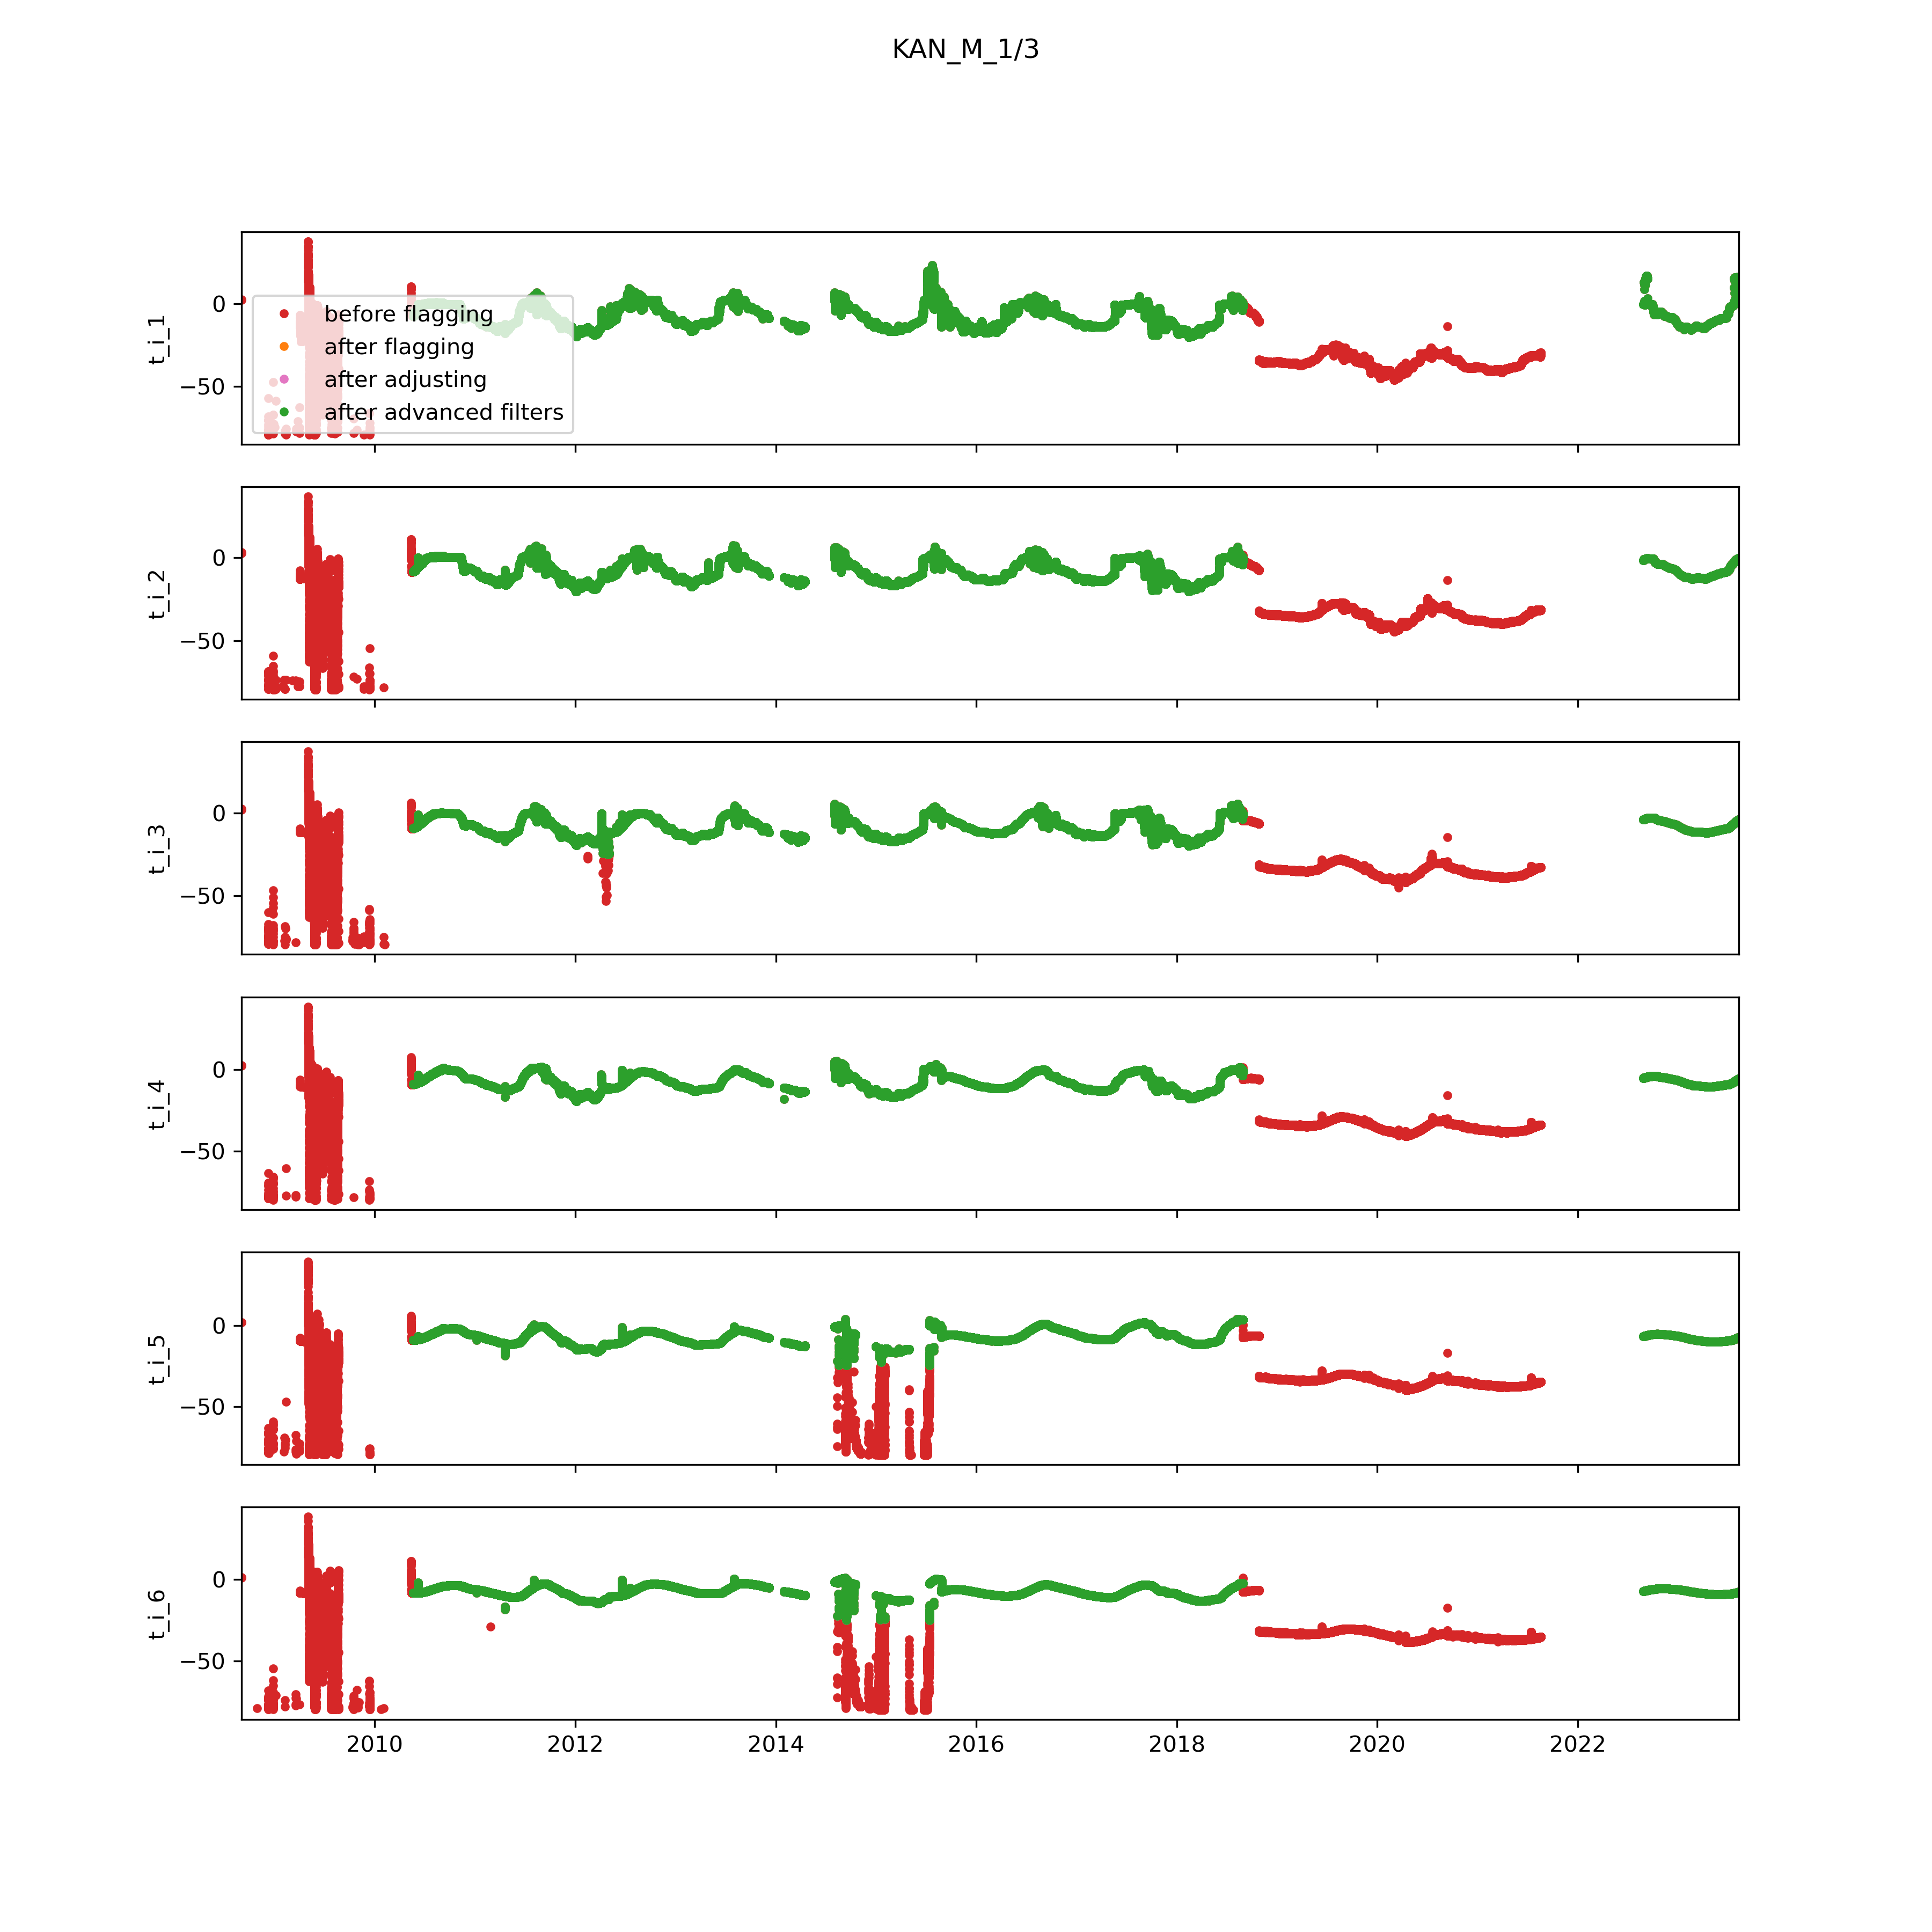 KAN_M_1/3
t_i_1
0
−50
before flagging
after flagging
after adjusting
after advanced filters
t_i_2
0
−50
t_i_3
0
−50
t_i_4
0
−50
t_i_5
0
−50
t_i_6
0
−50
2010 2012 2014 2016 2018 2020 2022